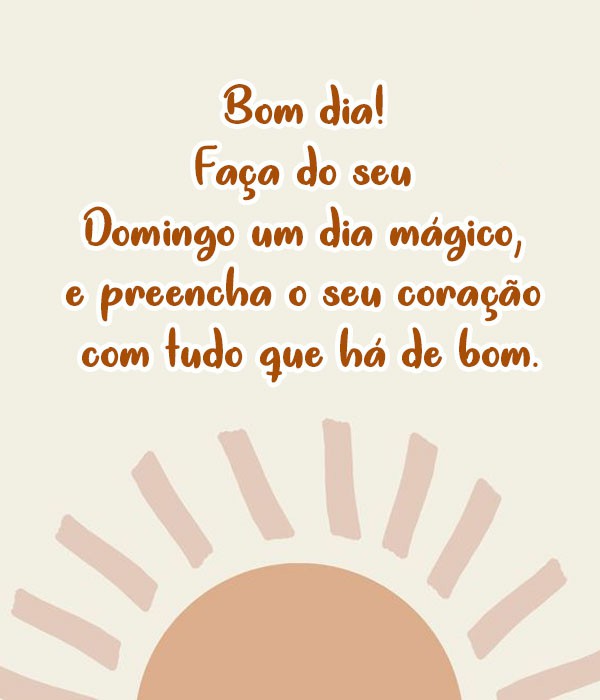 Bom dia!
Faça do seu
Domingo um dia mágico,
e preencha o seu coração
com tudo que há de bom.